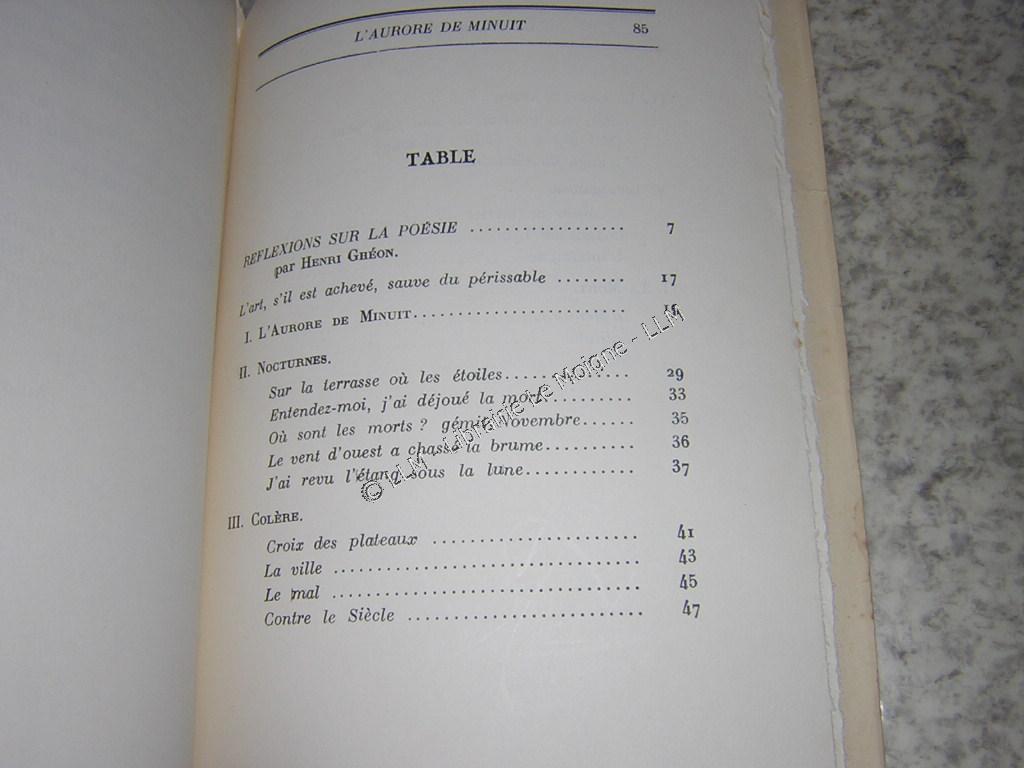 L'AURORE DE MINUIT 85
TABLE
REFLEXIONS SUR LA POÉSIE .................. 7
par HENRI GHÉON.
L'art, s'il est achevé, sauve du périssable ........ 17
I. L'AURORE DE MINUIT......................... 19
II. NOCTURNES.
Sur la terrasse où les étoiles............... 29
Entendez-moi, j'ai déjoué la mort.......... 33
Où sont les morts ? gémit Novembre...... 35
Le vent d'ouest a chassé la brume......... 36
J'ai revu l'étang sous la lune............ 37
III. COLÈRE.
Croix des plateaux ...................... 41
La ville ................................ 43
Le mal ................................. 45
Contre le Siècle ........................ 47
© LLM - Librairie Le Moigne - LLM